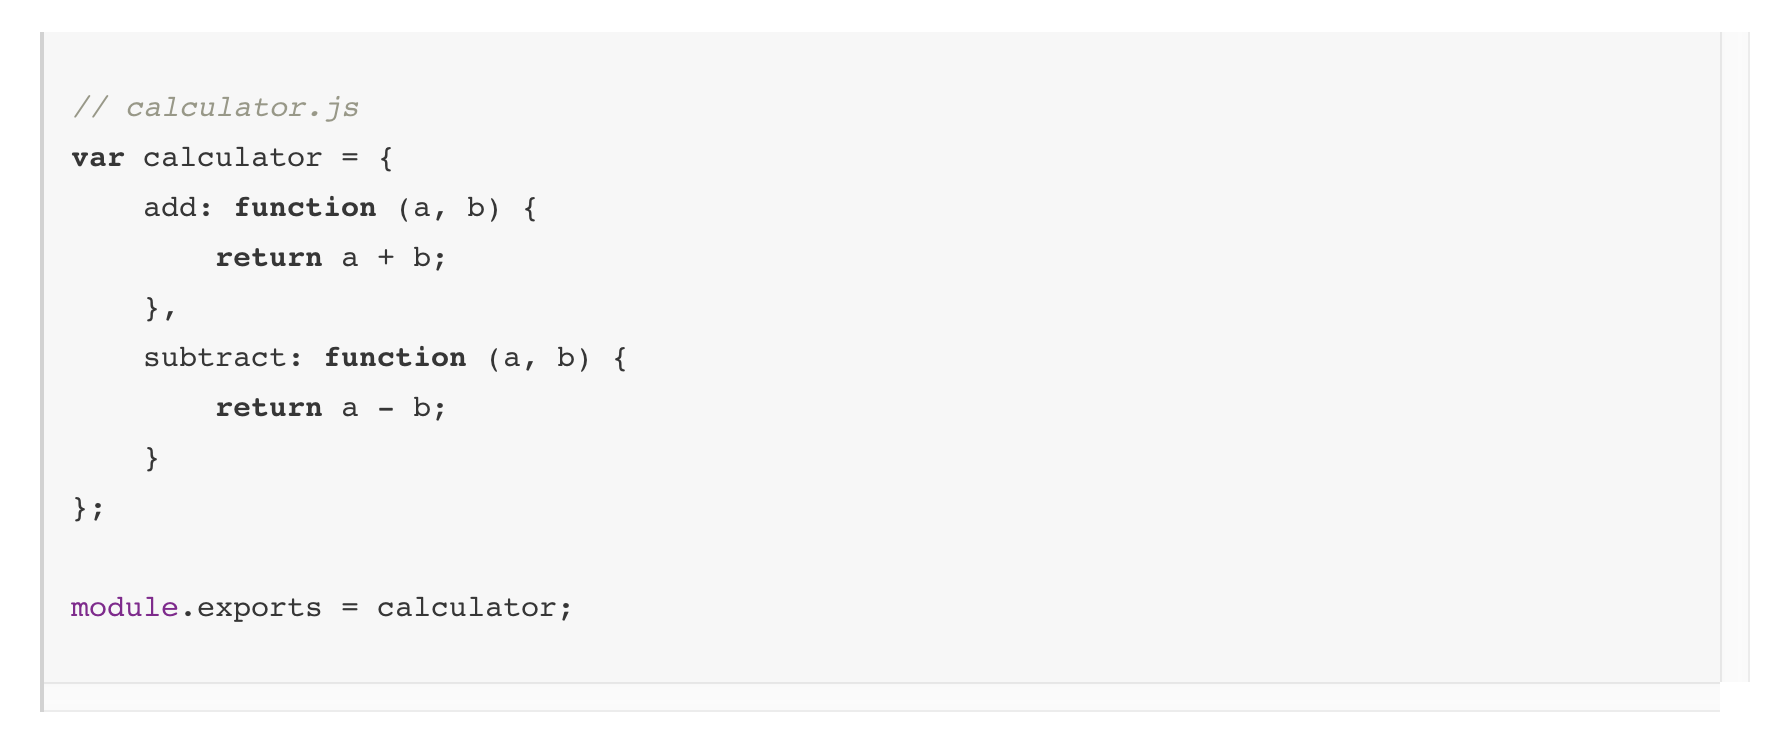 // calculator.js
var calculator = {
    add: function (a, b) {
        return a + b;
    },
    subtract: function (a, b) {
        return a - b;
    }
};

module.exports = calculator;